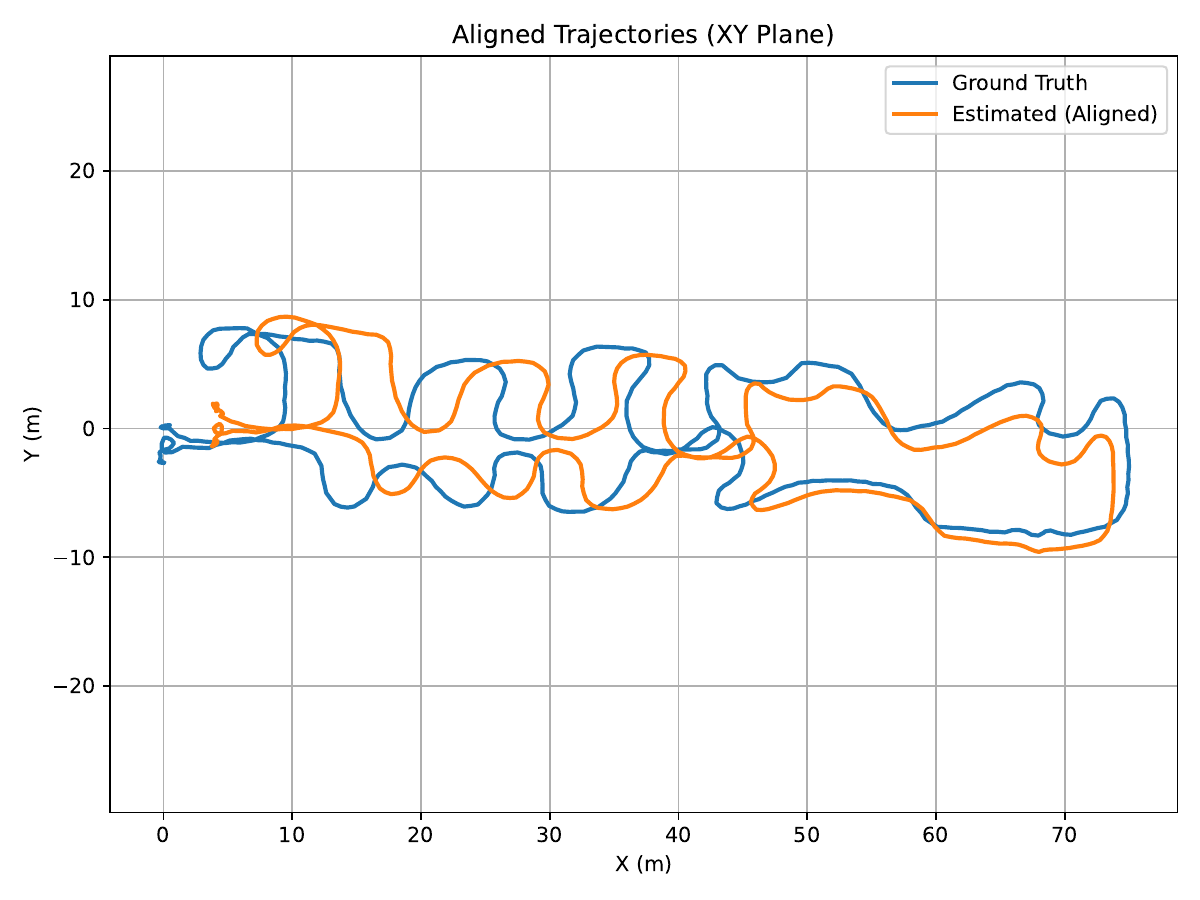 Aligned Trajectories (XY Plane)
Ground Truth
Estimated (Aligned)
20
10
0
−10
−20
Y (m)
0 10 20 30 40 50 60 70
X (m)